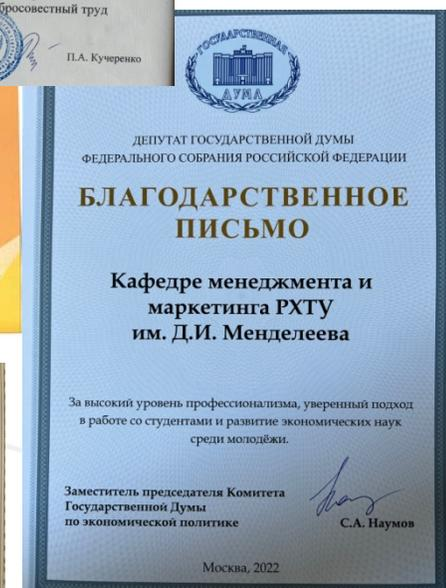 бросовестный труд
П.А. Кучеренко
ГОСУДАРСТВЕННАЯ
ДУМА
ДЕПУТАТ ГОСУДАРСТВЕННОЙ ДУМЫ
ФЕДЕРАЛЬНОГО СОБРАНИЯ РОССИЙСКОЙ ФЕДЕРАЦИИ
БЛАГОДАРСТВЕННОЕ
ПИСЬМО
Кафедре менеджмента и
маркетинга РХТУ
им. Д.И. Менделеева
За высокий уровень профессионализма, уверенный подход
в работе со студентами и развитие экономических наук
среди молодёжи.
Заместитель председателя Комитета
Государственной Думы
по экономической политике
С.А. Наумов
Москва, 2022